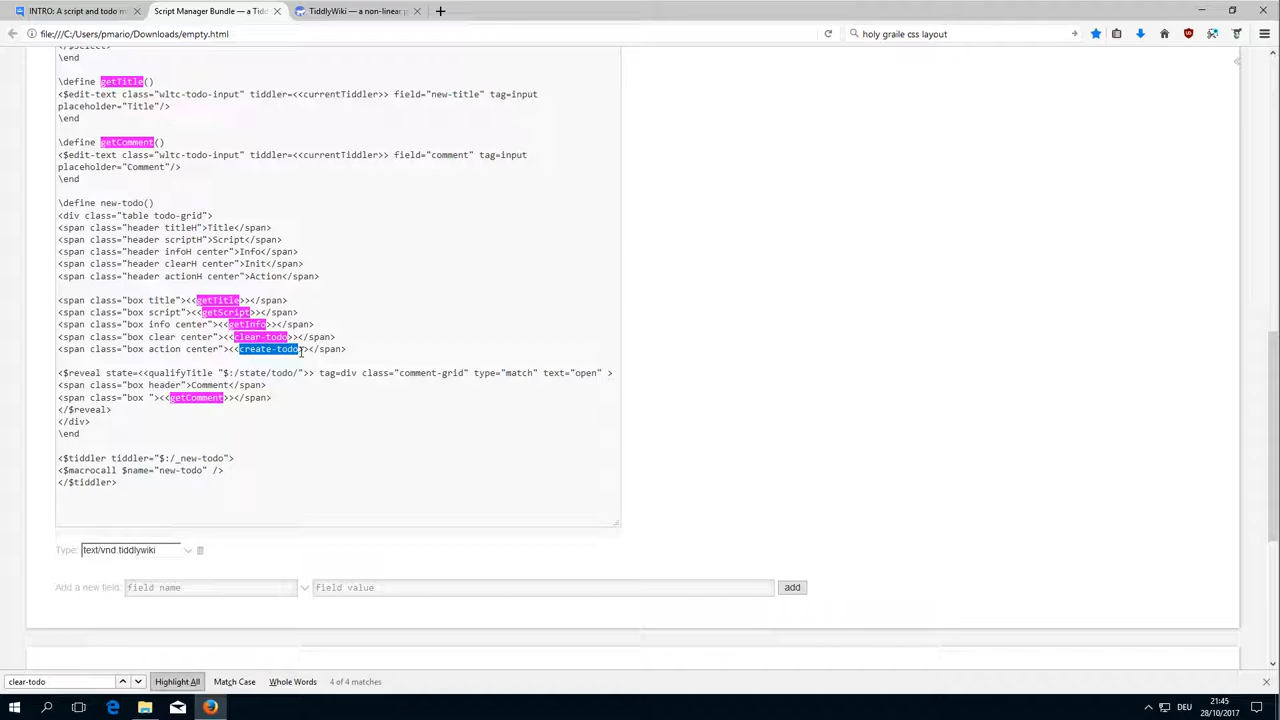 INTRO: A script and todo m
Script Manager Bundle — a Tidd
TiddlyWiki — a non-linear p
file:///C:/Users/pmario/Downloads/empty.html
holy graile css layout
</$select>
\end
\define getTitle()
<$edit-text class="wltc-todo-input" tiddler=<<currentTiddler>> field="new-title" tag=input
placeholder="Title"/>
\end
\define getComment()
<$edit-text class="wltc-todo-input" tiddler=<<currentTiddler>> field="comment" tag=input
placeholder="Comment"/>
\end
\define new-todo()
<div class="table todo-grid">
<span class="header titleH">Title</span>
<span class="header scriptH">Script</span>
<span class="header infoH center">Info</span>
<span class="header clearH center">Init</span>
<span class="header actionH center">Action</span>
<span class="box title"><<getTitle>></span>
<span class="box script"><<getScript>></span>
<span class="box info center"><<getInfo>></span>
<span class="box clear center"><<clear-todo>></span>
<span class="box action center"><<create-todo>></span>
<$reveal state=<<qualifyTitle "$:/state/todo/">> tag=div class="comment-grid" type="match" text="open" >
<span class="box header">Comment</span>
<span class="box "><<getComment>></span>
</$reveal>
</div>
\end
<$tiddler tiddler="$:/_new-todo">
<$macrocall $name="new-todo" />
</$tiddler>
Type: text/vnd.tiddlywiki
Add a new field: field name field value add
clear-todo Highlight All Match Case Whole Words 4 of 4 matches
DEU
21:45
28/10/2017